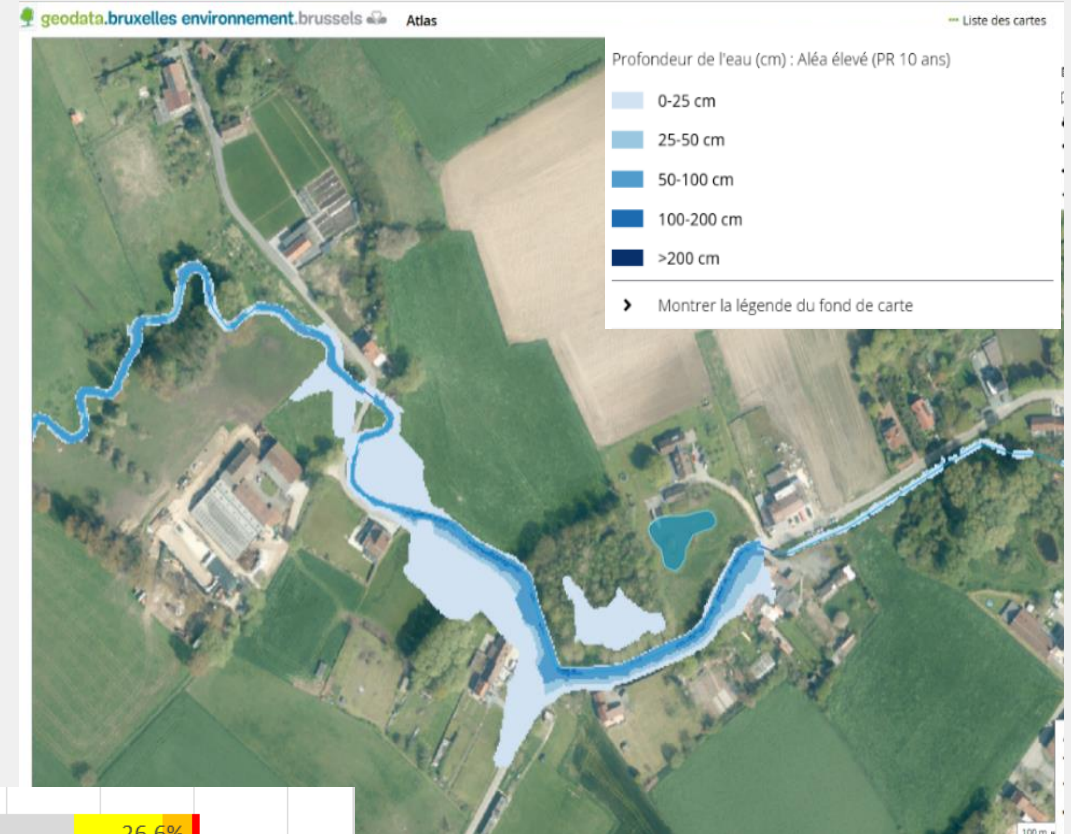 geodata.bruxelles environnement.brussels Atlas
Liste des cartes
Profondeur de l'eau (cm) : Aléa élevé (PR 10 ans)
0-25 cm
25-50 cm
50-100 cm
100-200 cm
>200 cm
Montrer la légende du fond de carte
26.6%
100 m